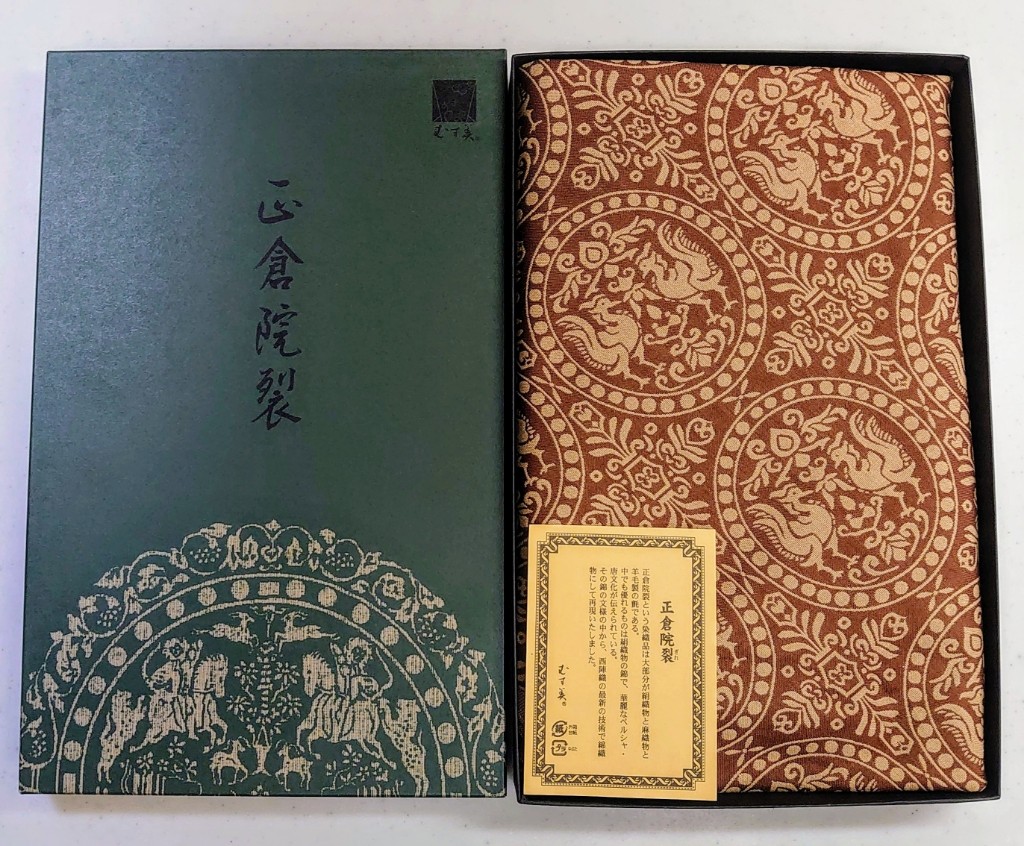 むす美
正倉院裂
正倉院裂
ぎれ
正倉院裂という染織品は大部分が絹織物と麻織物と
羊毛製の氈である。
中でも優れるものは絹織物の錦で、華麗なペルシャ・
唐文化が伝えられている。
その錦の文様の中から、西陣織の最新の技術で綿織
物にして再現いたしました。
むす美